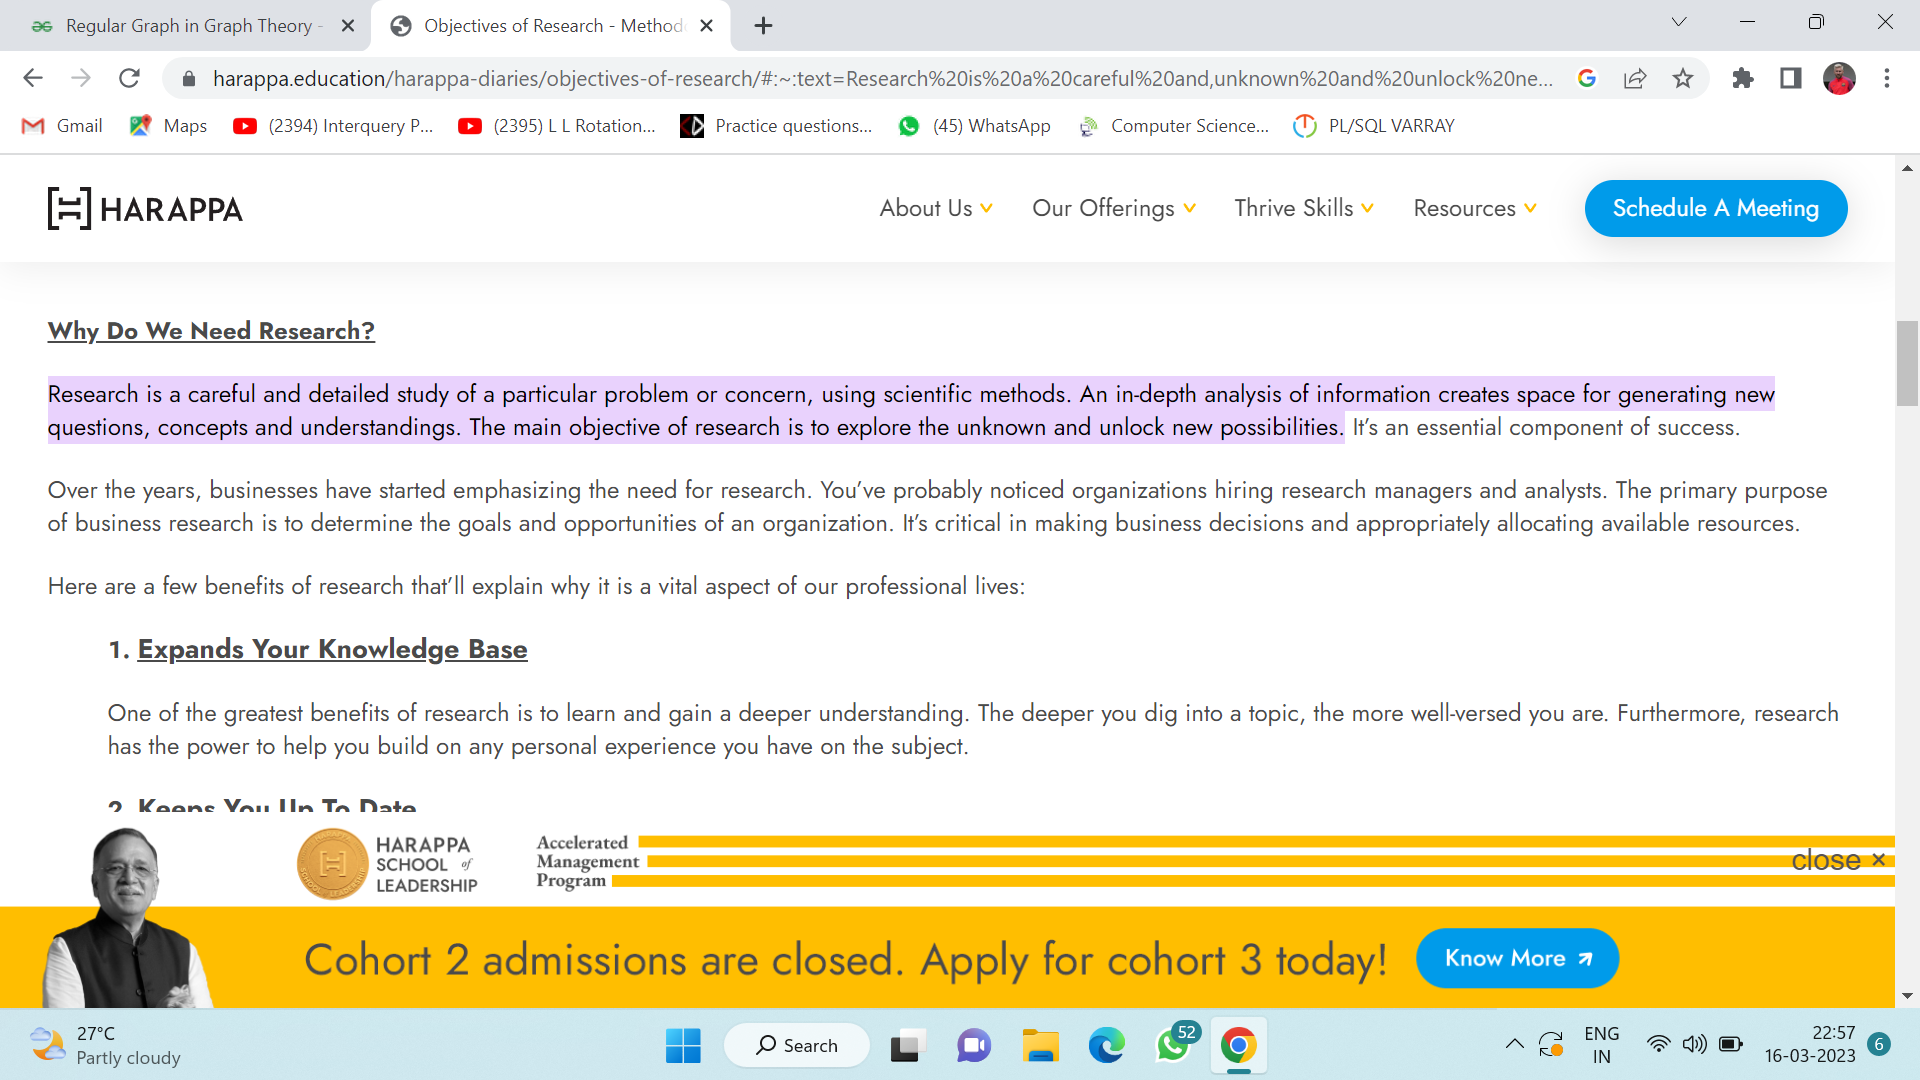 Regular Graph in Graph Theory -
Objectives of Research - Method
harappa.education/harappa-diaries/objectives-of-research/#:~:text=Research%20is%20a%20careful%20and,unknown%20and%20unlock%20ne...
Gmail
Maps
(2394) Interquery P...
(2395) L L Rotation...
Practice questions...
(45) WhatsApp
Computer Science...
PL/SQL VARRAY
HARAPPA
About Us
Our Offerings
Thrive Skills
Resources
Schedule A Meeting
Why Do We Need Research?
Research is a careful and detailed study of a particular problem or concern, using scientific methods. An in-depth analysis of information creates space for generating new
questions, concepts and understandings. The main objective of research is to explore the unknown and unlock new possibilities. It’s an essential component of success.
Over the years, businesses have started emphasizing the need for research. You’ve probably noticed organizations hiring research managers and analysts. The primary purpose
of business research is to determine the goals and opportunities of an organization. It’s critical in making business decisions and appropriately allocating available resources.
Here are a few benefits of research that’ll explain why it is a vital aspect of our professional lives:
1. Expands Your Knowledge Base
One of the greatest benefits of research is to learn and gain a deeper understanding. The deeper you dig into a topic, the more well-versed you are. Furthermore, research
has the power to help you build on any personal experience you have on the subject.
2. Keeps You Up To Date
HARAPPA
SCHOOL of
LEADERSHIP
Accelerated
Management
Program
close ×
Cohort 2 admissions are closed. Apply for cohort 3 today!
Know More
27°C
Partly cloudy
Search
52
ENG
IN
22:57
16-03-2023
6